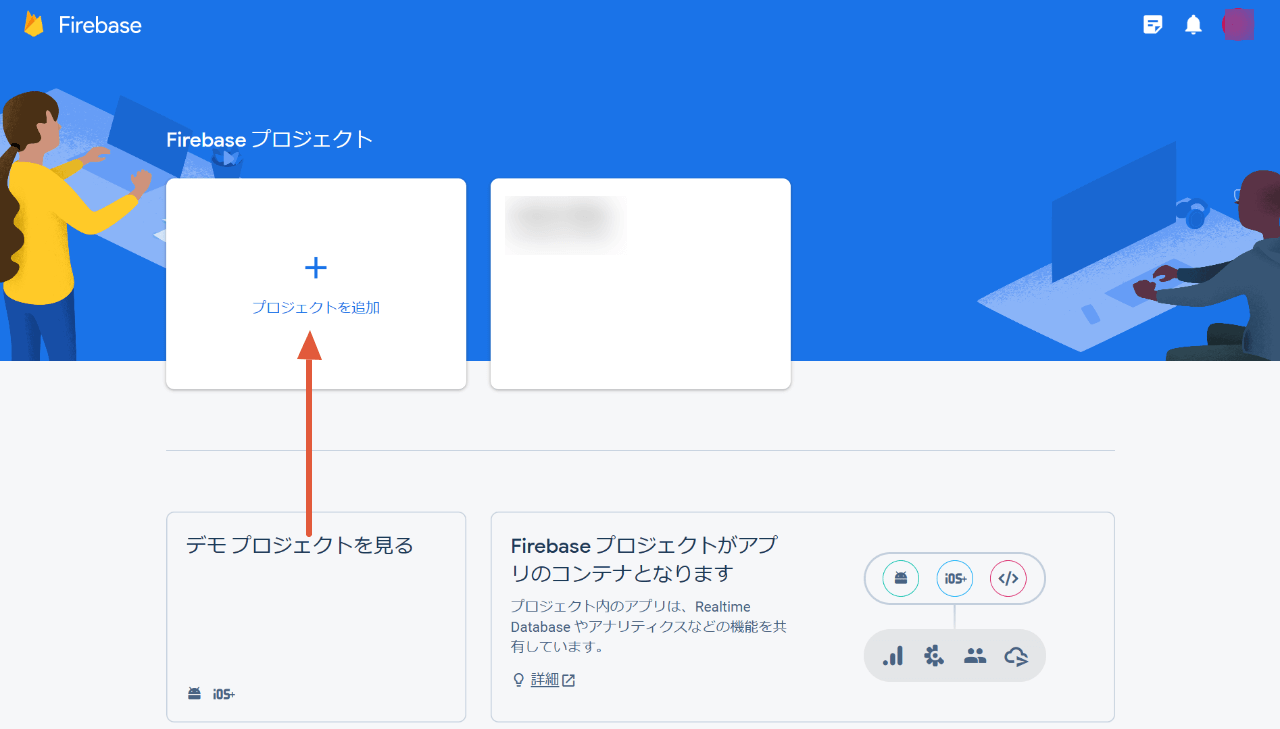 Firebase
Firebase プロジェクト
プロジェクトを追加
デモ プロジェクトを見る
iOS+
Firebase プロジェクトがアプ
リのコンテナとなります
プロジェクト内のアプリは、Realtime
Database やアナリティクスなどの機能を共
有しています。
詳細
iOS+